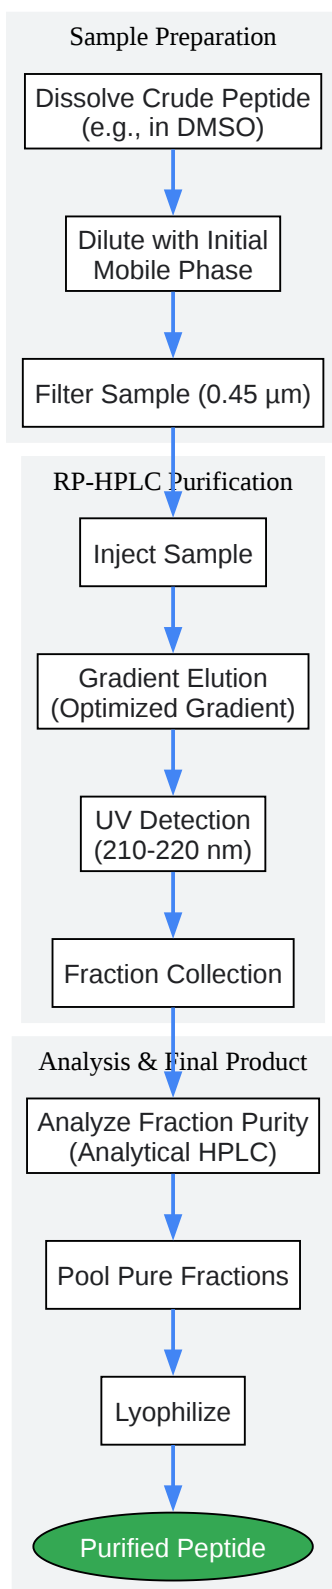 Sample Preparation
Dissolve Crude Peptide
(e.g., in DMSO)
Dilute with Initial
Mobile Phase
Filter Sample (0.45 µm)
RP-HPLC Purification
Inject Sample
Gradient Elution
(Optimized Gradient)
UV Detection
(210-220 nm)
Fraction Collection
Analysis & Final Product
Analyze Fraction Purity
(Analytical HPLC)
Pool Pure Fractions
Lyophilize
Purified Peptide